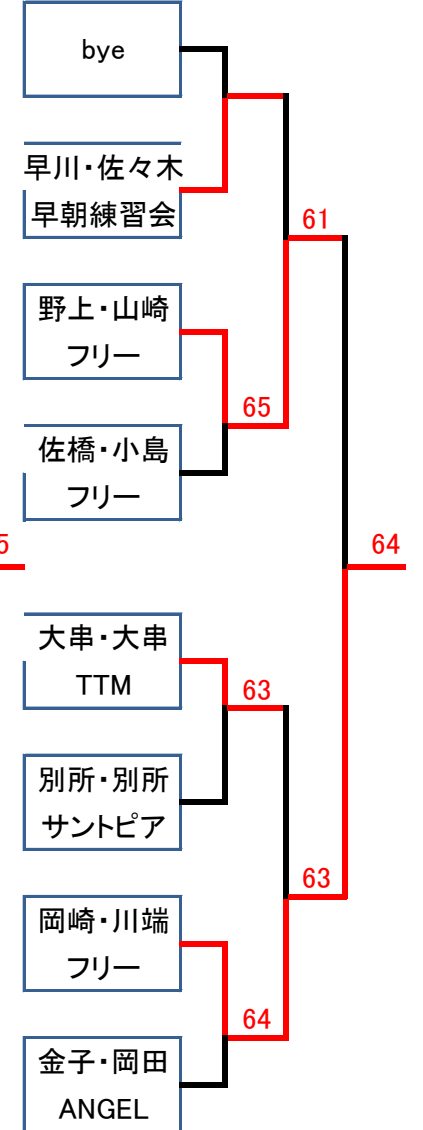 bye
早川・佐々木
早朝練習会
61
野上・山崎
フリー
65
佐橋・小島
フリー
5
64
大串・大串
TTM
63
別所・別所
サントピア
63
岡崎・川端
フリー
64
金子・岡田
ANGEL